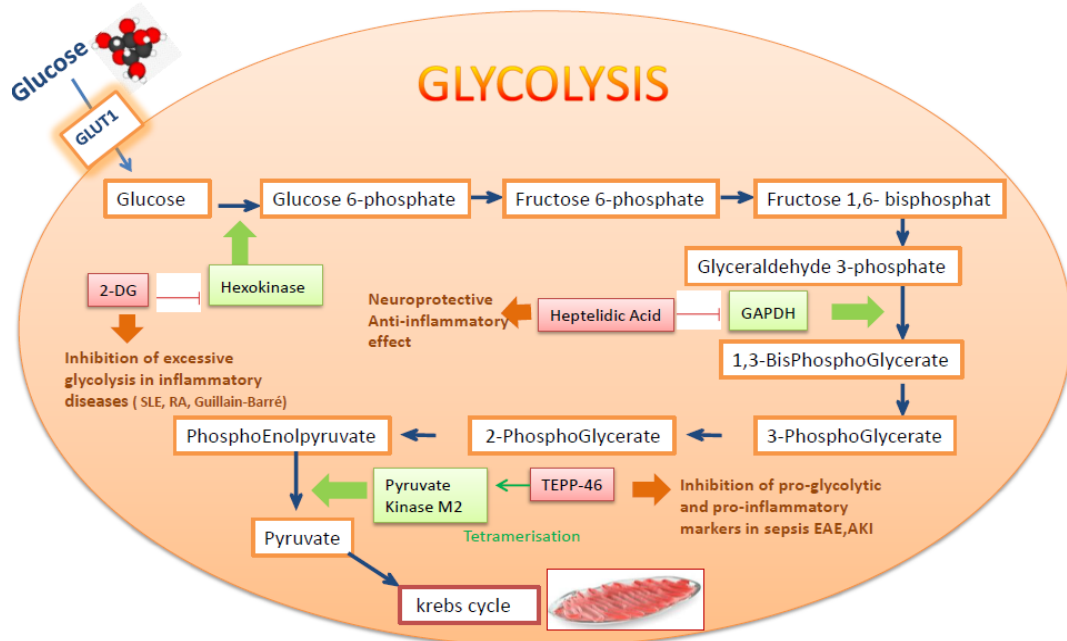 GLYCOLYSIS
Glucose
GLUT1
Glucose
Glucose 6-phosphate
Fructose 6-phosphate
Fructose 1,6- bisphosphat
Glyceraldehyde 3-phosphate
2-DG
Hexokinase
Neuroprotective
Anti-inflammatory
effect
Heptelidic Acid
GAPDH
Inhibition of excessive
glycolysis in inflammatory
diseases ( SLE, RA, Guillain-Barré)
1,3-BisPhosphoGlycerate
PhosphoEnolpyruvate
2-PhosphoGlycerate
3-PhosphoGlycerate
Pyruvate
Kinase M2
TEPP-46
Inhibition of pro-glycolytic
and pro-inflammatory
markers in sepsis EAE,AKI
Tetramerisation
Pyruvate
krebs cycle